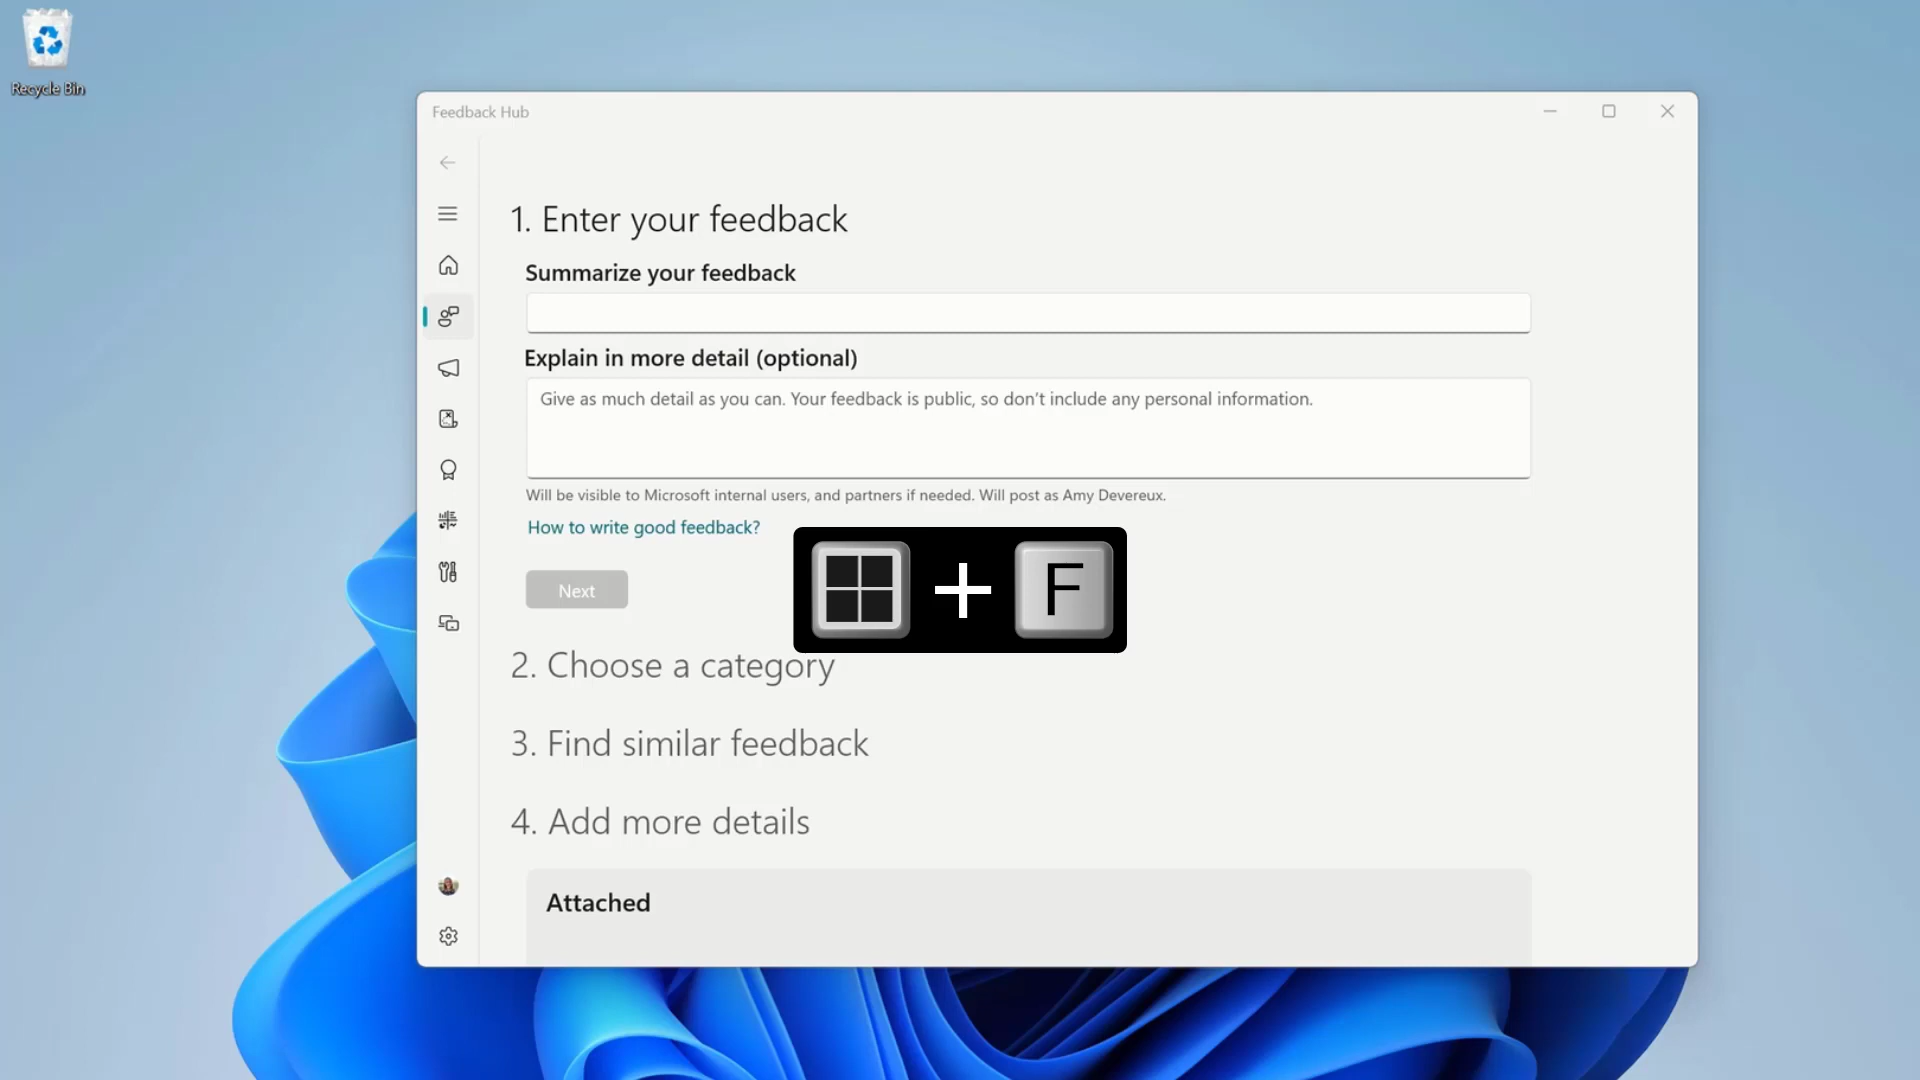 Recycle Bin
Feedback Hub
1. Enter your feedback
Summarize your feedback
Explain in more detail (optional)
Give as much detail as you can. Your feedback is public, so don't include any personal information.
Will be visible to Microsoft internal users, and partners if needed. Will post as Amy Devereux.
How to write good feedback?
Next
+ F
2. Choose a category
3. Find similar feedback
4. Add more details
Attached